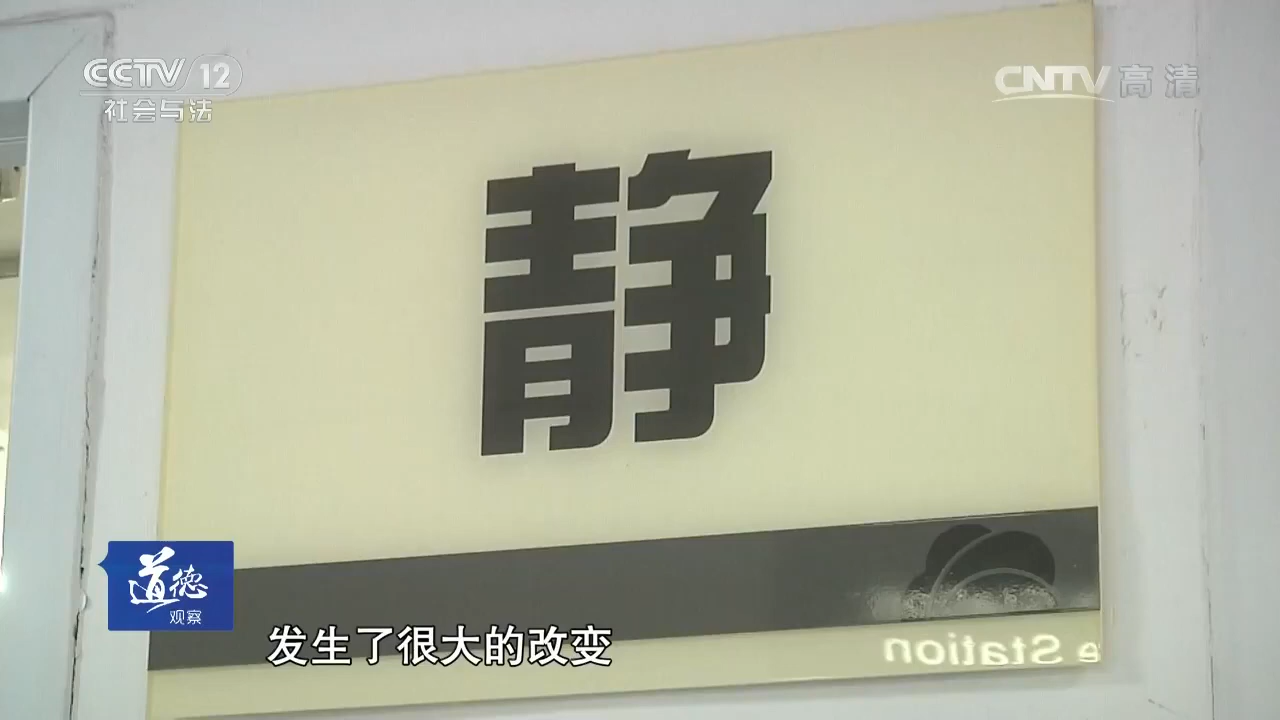 CCTV 12
社会与法
CNTV 高清
静
道德
观察
发生了很大的改变
e Station